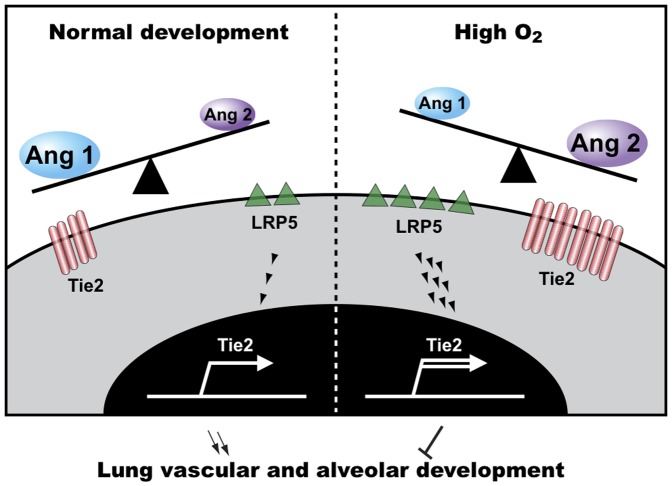 Normal development
High O₂
Ang 1
Ang 2
Ang 1
Ang 2
LRP5
LRP5
Tie2
Tie2
Tie2
Tie2
Lung vascular and alveolar development